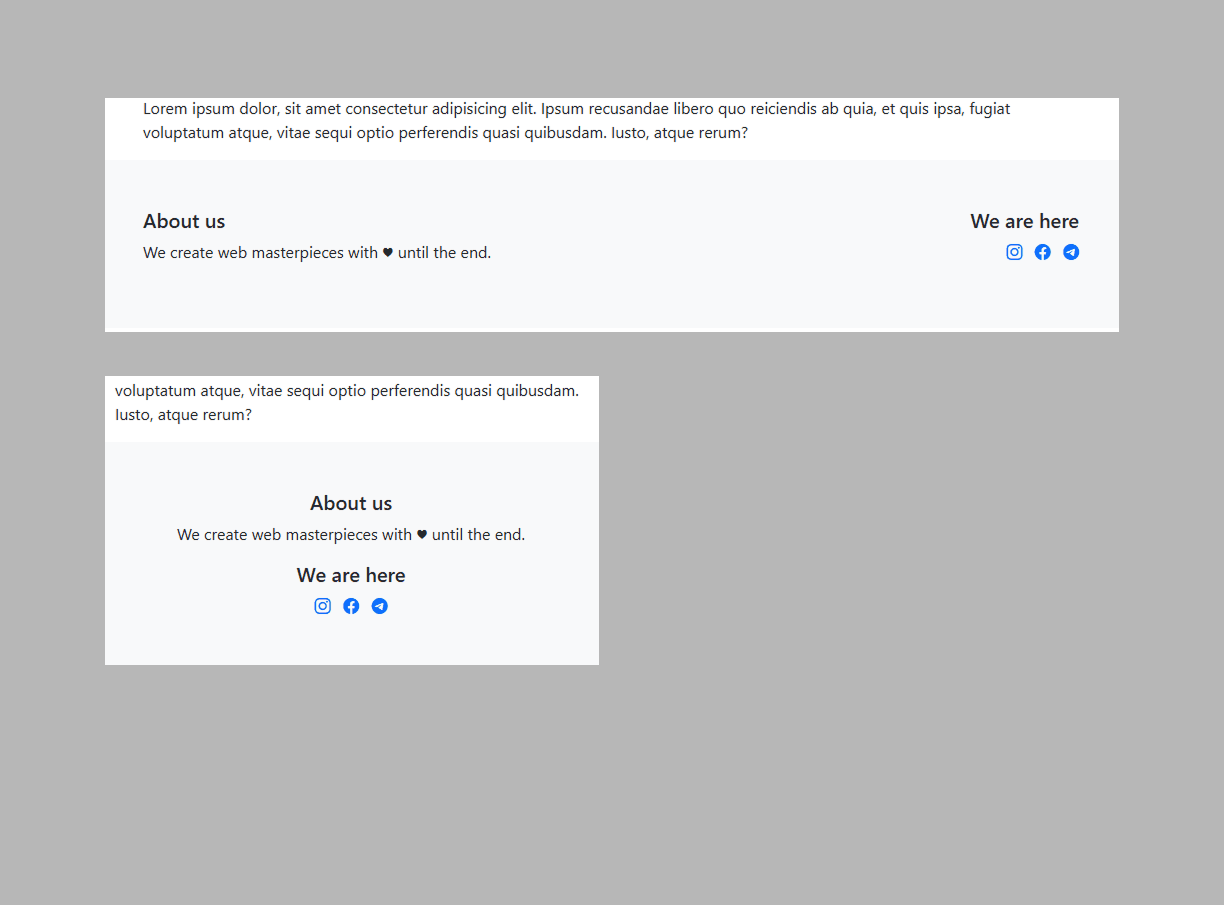 Lorem ipsum dolor, sit amet consectetur adipisicing elit. Ipsum recusandae libero quo reiciendis ab quia, et quis ipsa, fugiat
voluptatum atque, vitae sequi optio perferendis quasi quibusdam. Iusto, atque rerum?
About us
We create web masterpieces with ♥ until the end.
We are here
voluptatum atque, vitae sequi optio perferendis quasi quibusdam.
Iusto, atque rerum?
About us
We create web masterpieces with ♥ until the end.
We are here